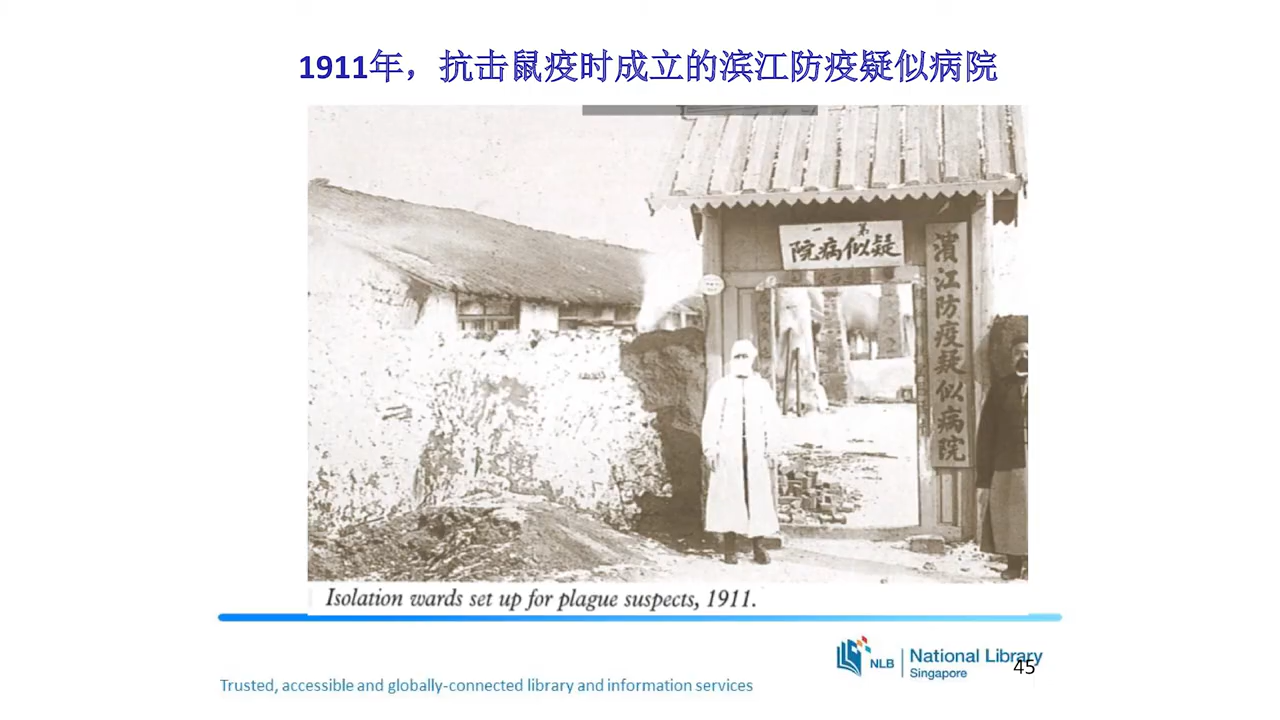 1911年，抗击鼠疫时成立的滨江防疫疑似病院
第一
疑似病院
濱江防疫疑似病院
Isolation wards set up for plague suspects, 1911.
NLB National Library
Singapore
45
Trusted, accessible and globally-connected library and information services